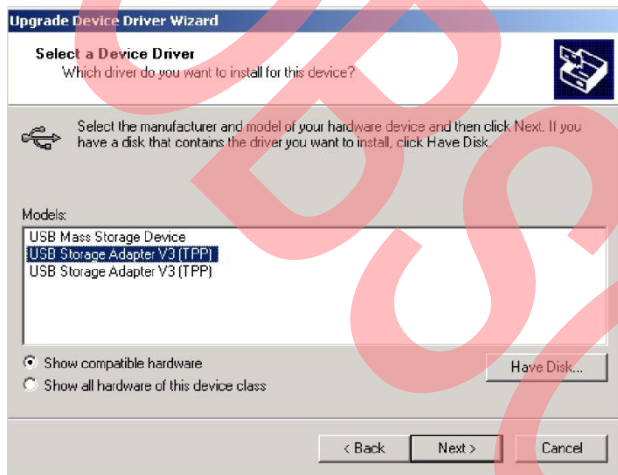 Upgrade Device Driver Wizard
Select a Device Driver
Which driver do you want to install for this device?
Select the manufacturer and model of your hardware device and then click Next. If you
have a disk that contains the driver you want to install, click Have Disk.
Models:
USB Mass Storage Device
USB Storage Adapter V3 (TPP)
USB Storage Adapter V3 (TPP)
Show compatible hardware
Have Disk...
Show all hardware of this device class
< Back
Next >
Cancel